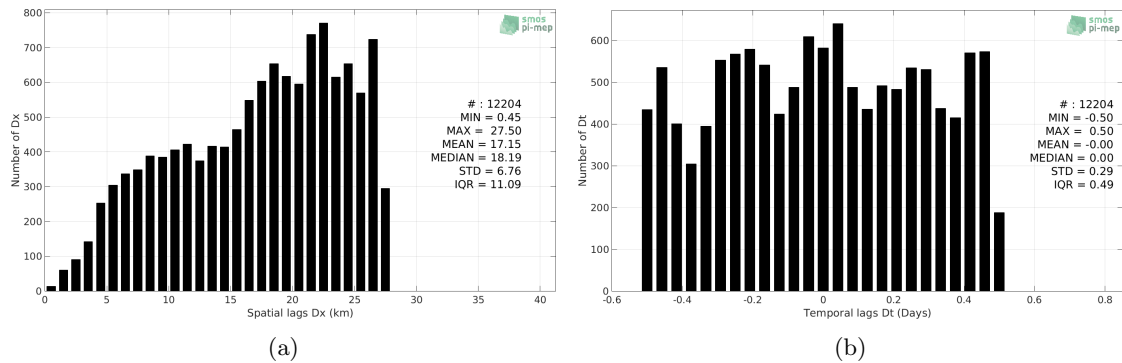 800
700
600
500
400
300
200
100
0
Number of Dx
0
5
10
15
20
25
30
35
40
Spatial lags Dx (km)
smos
pi-mep
# : 12204
MIN = 0.45
MAX = 27.50
MEAN = 17.15
MEDIAN = 18.19
STD = 6.76
IQR = 11.09
(a)
600
500
400
300
200
100
0
Number of Dt
-0.6
-0.4
-0.2
0
0.2
0.4
0.6
0.8
Temporal lags Dt (Days)
smos
pi-mep
# : 12204
MIN = -0.50
MAX = 0.50
MEAN = -0.00
MEDIAN = 0.00
STD = 0.29
IQR = 0.49
(b)